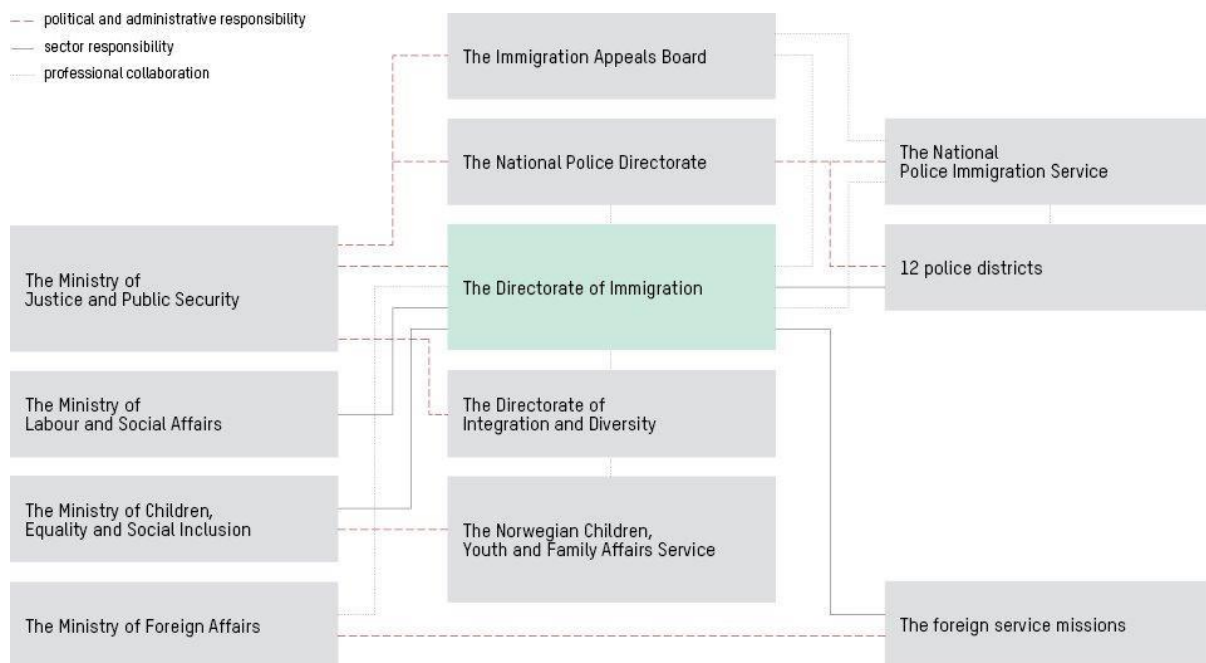 political and administrative responsibility
sector responsibility
professional collaboration
The Immigration Appeals Board
The National Police Directorate
The National
Police Immigration Service
The Ministry of
Justice and Public Security
The Directorate of Immigration
12 police districts
The Ministry of
Labour and Social Affairs
The Directorate of
Integration and Diversity
The Ministry of Children,
Equality and Social Inclusion
The Norwegian Children,
Youth and Family Affairs Service
The Ministry of Foreign Affairs
The foreign service missions